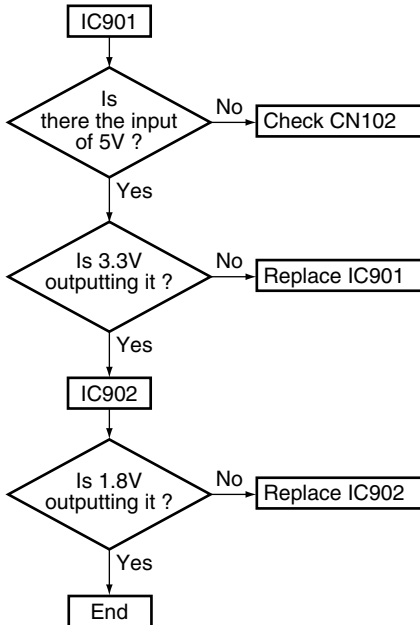 IC901
Is
there the input
of 5V ?
No
Check CN102
Yes
Is 3.3V
outputting it ?
No
Replace IC901
Yes
IC902
Is 1.8V
outputting it ?
No
Replace IC902
Yes
End